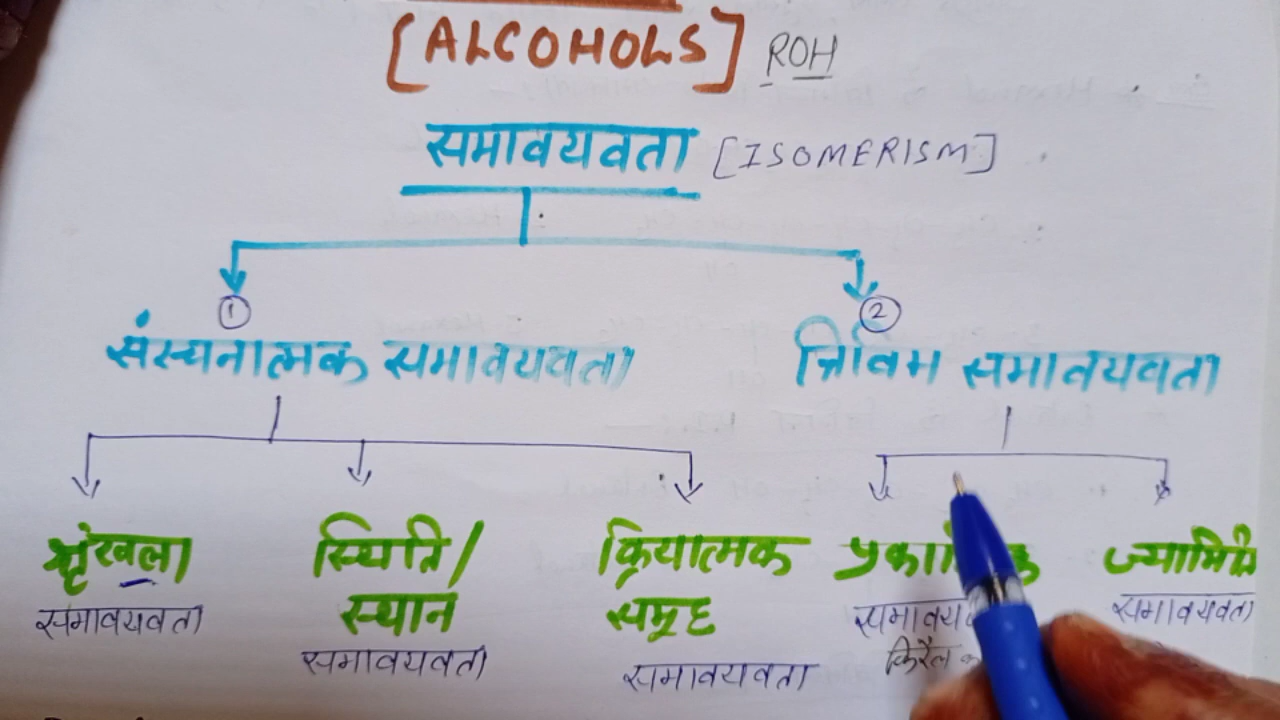 [ALCOHOLS] ROH
समावयवता [ISOMERISM]
1 2
संरचनात्मक समावयवता त्रिविम समावयवता
श्रृंखला स्थिति/ क्रियात्मक
स्थान समूह
समावयवता समावयवता
समावयवता समावयवता